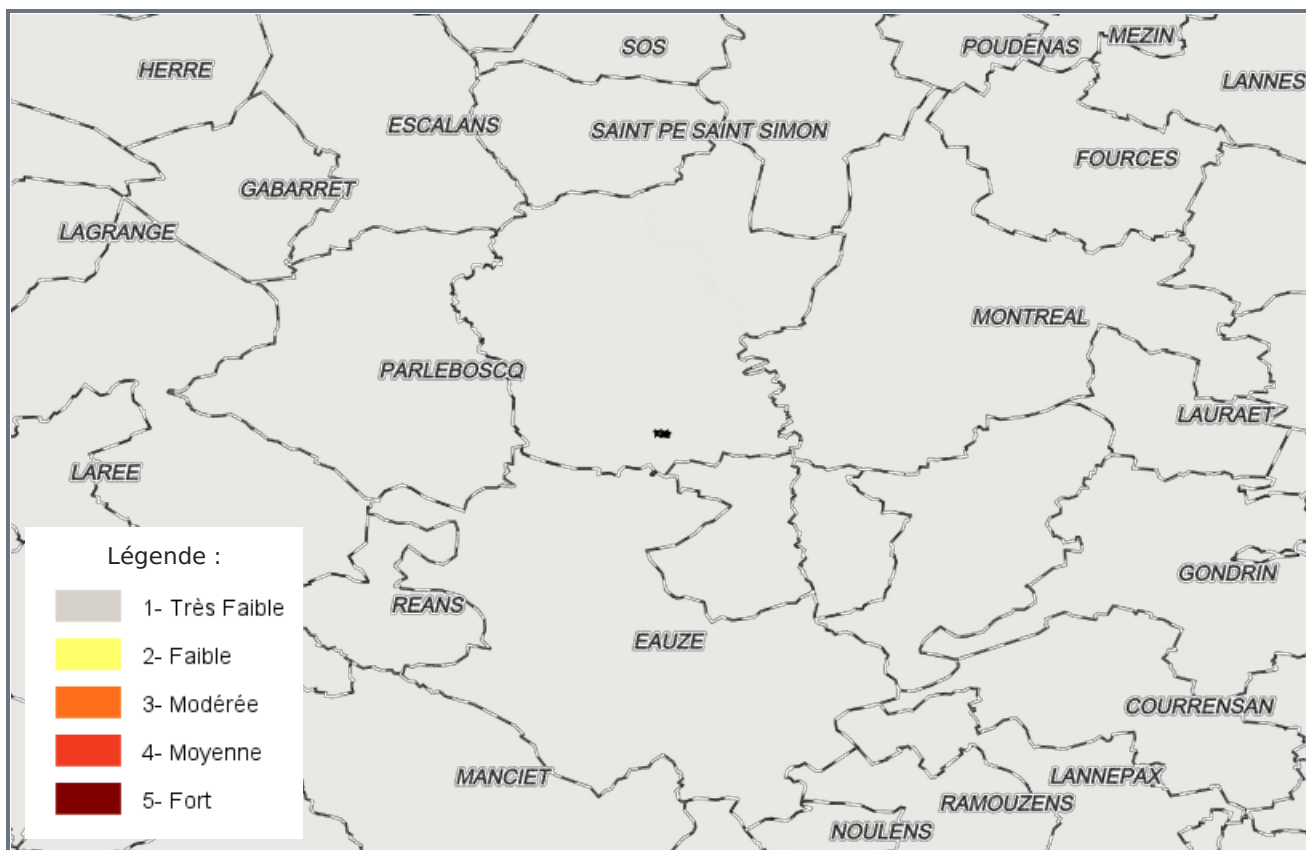 SOS
POUDENAS
MEZIN
HERRE
LANNES
ESCALANS
SAINT PE SAINT SIMON
FOURCES
GABARRET
LAGRANGE
MONTREAL
PARLEBOSCQ
LAURAET
LAREE
GONDRIN
REANS
EAUZE
COURRENSAN
MANCIET
LANNEPAX
RAMOUZENS
NOULENS
Légende :
1- Très Faible
2- Faible
3- Modérée
4- Moyenne
5- Fort